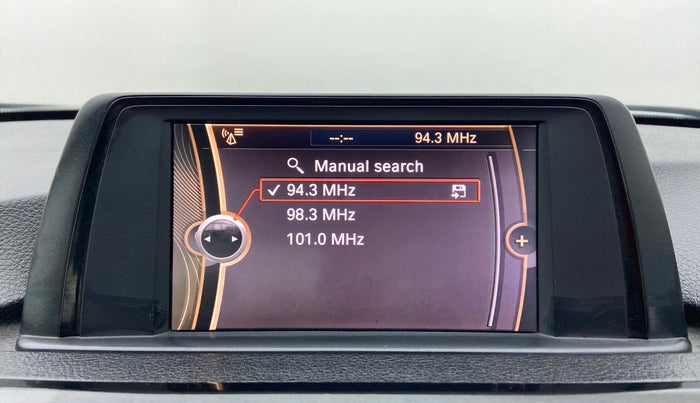 --:-- 94.3 MHz
Manual search
94.3 MHz
98.3 MHz
101.0 MHz